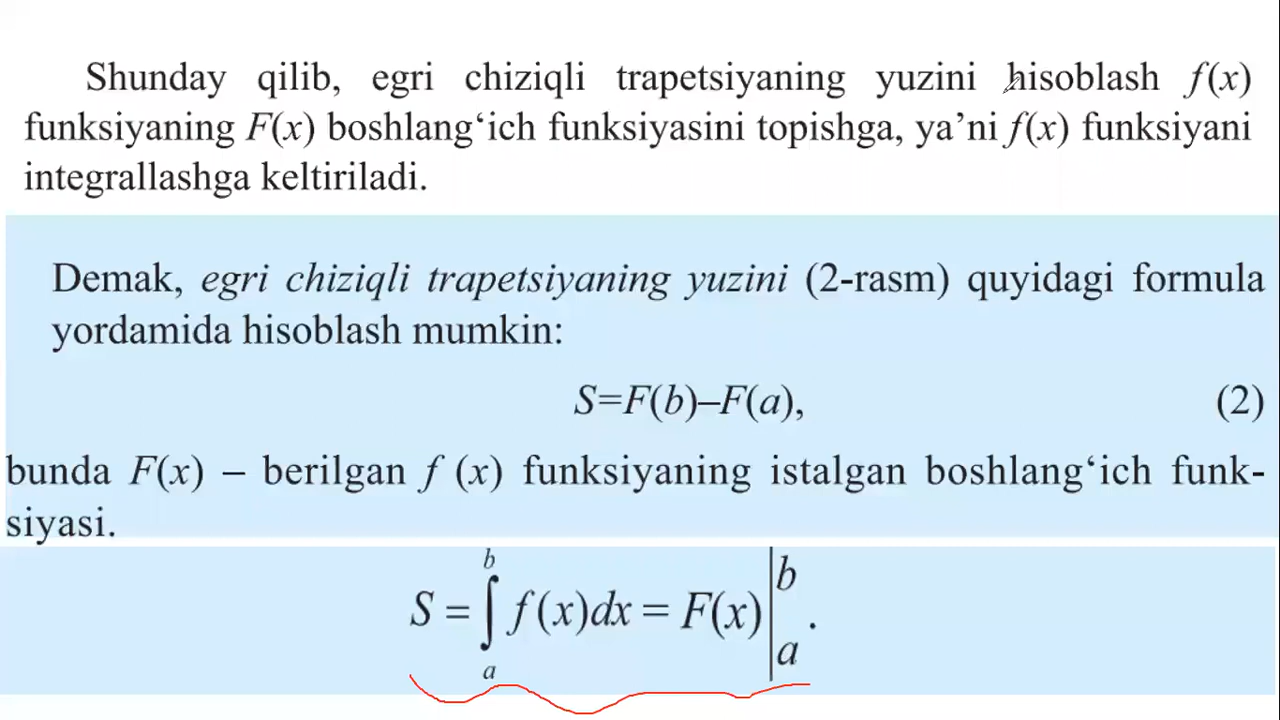 Shunday qilib, egri chiziqli trapetsiyaning yuzini hisoblash f(x)
funksiyaning F(x) boshlang‘ich funksiyasini topishga, ya’ni f(x) funksiyani
integrallashga keltiriladi.
Demak, egri chiziqli trapetsiyaning yuzini (2-rasm) quyidagi formula
yordamida hisoblash mumkin:
S=F(b)–F(a), (2)
bunda F(x) – berilgan f (x) funksiyaning istalgan boshlang‘ich funk-
siyasi.
S = ∫_a^b f(x)dx = F(x)|_a^b .